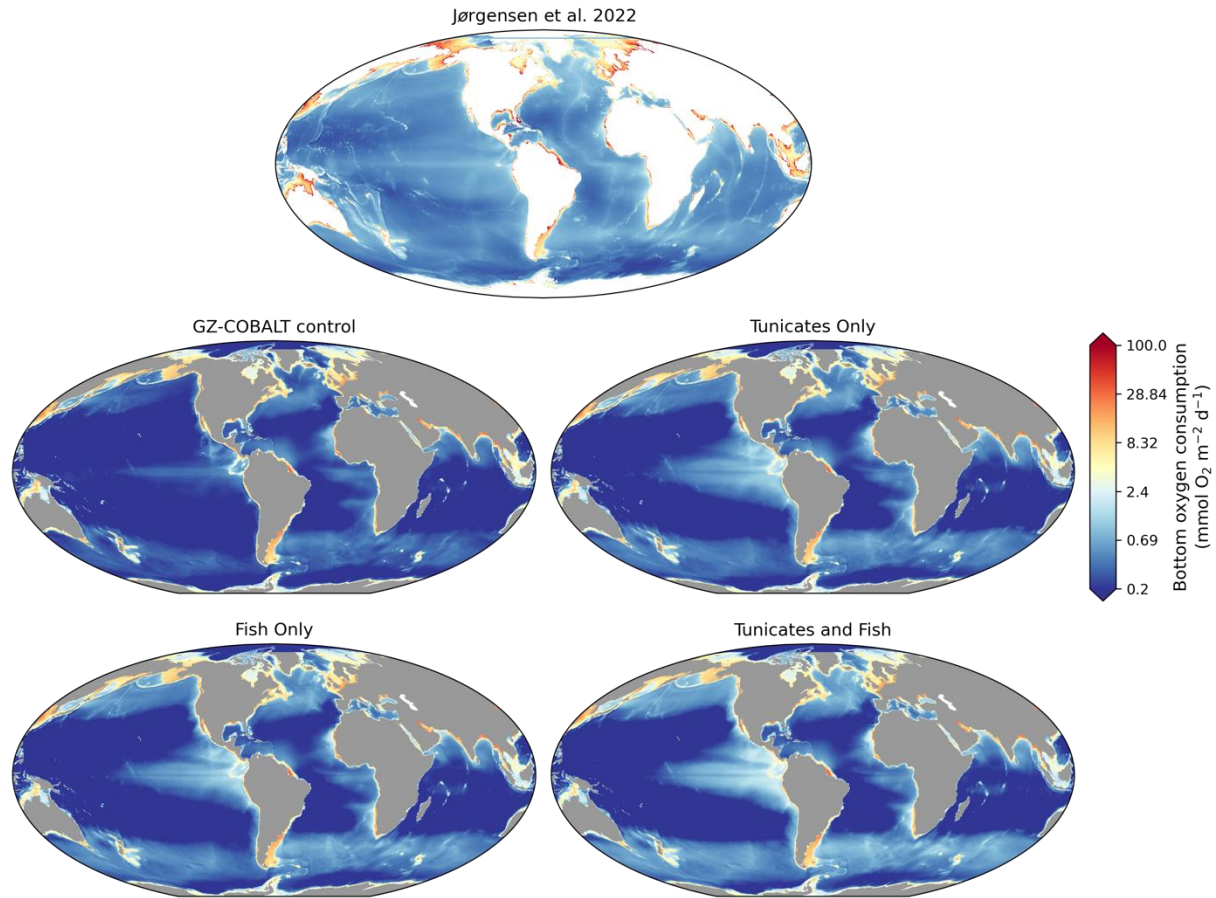 Jørgensen et al. 2022
GZ-COBALT control
Tunicates Only
100.0
28.84
8.32
2.4
0.69
0.2
Bottom oxygen consumption
(mmol O₂ m⁻² d⁻¹)
Fish Only
Tunicates and Fish